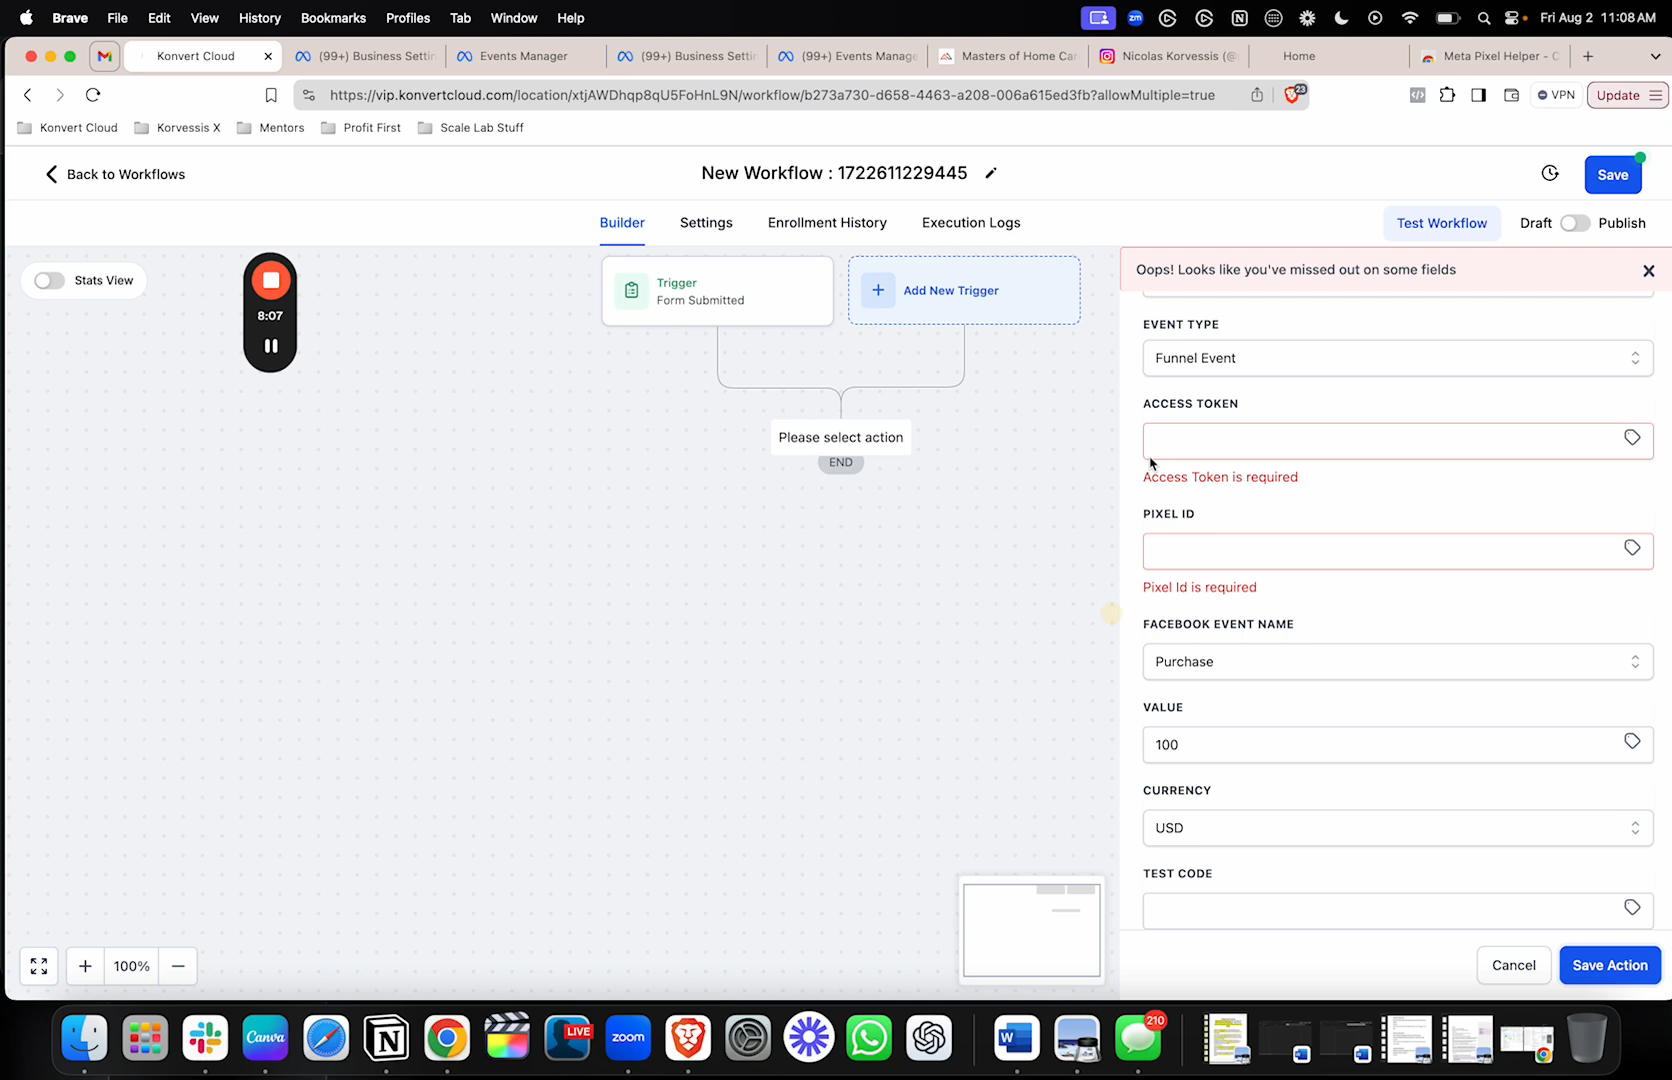 Brave File Edit View History Bookmarks Profiles Tab Window Help
zm
Fri Aug 2 11:08 AM
Konvert Cloud
(99+) Business Settin
Events Manager
(99+) Business Settin
(99+) Events Manage
Masters of Home Car
Nicolas Korvessis (@
Home
Meta Pixel Helper - C
https://vip.konvertcloud.com/location/xtjAWDhqp8qU5FoHnL9N/workflow/b273a730-d658-4463-a208-006a615ed3fb?allowMultiple=true
23
VPN
Update
Konvert Cloud
Korvessis X
Mentors
Profit First
Scale Lab Stuff
Back to Workflows
New Workflow : 1722611229445
Save
Builder
Settings
Enrollment History
Execution Logs
Test Workflow
Draft
Publish
Stats View
8:07
Trigger
Form Submitted
Add New Trigger
Please select action
END
100%
Oops! Looks like you've missed out on some fields
EVENT TYPE
Funnel Event
ACCESS TOKEN
Access Token is required
PIXEL ID
Pixel Id is required
FACEBOOK EVENT NAME
Purchase
VALUE
100
CURRENCY
USD
TEST CODE
Cancel
Save Action
Canva
LIVE
zoom
W
210